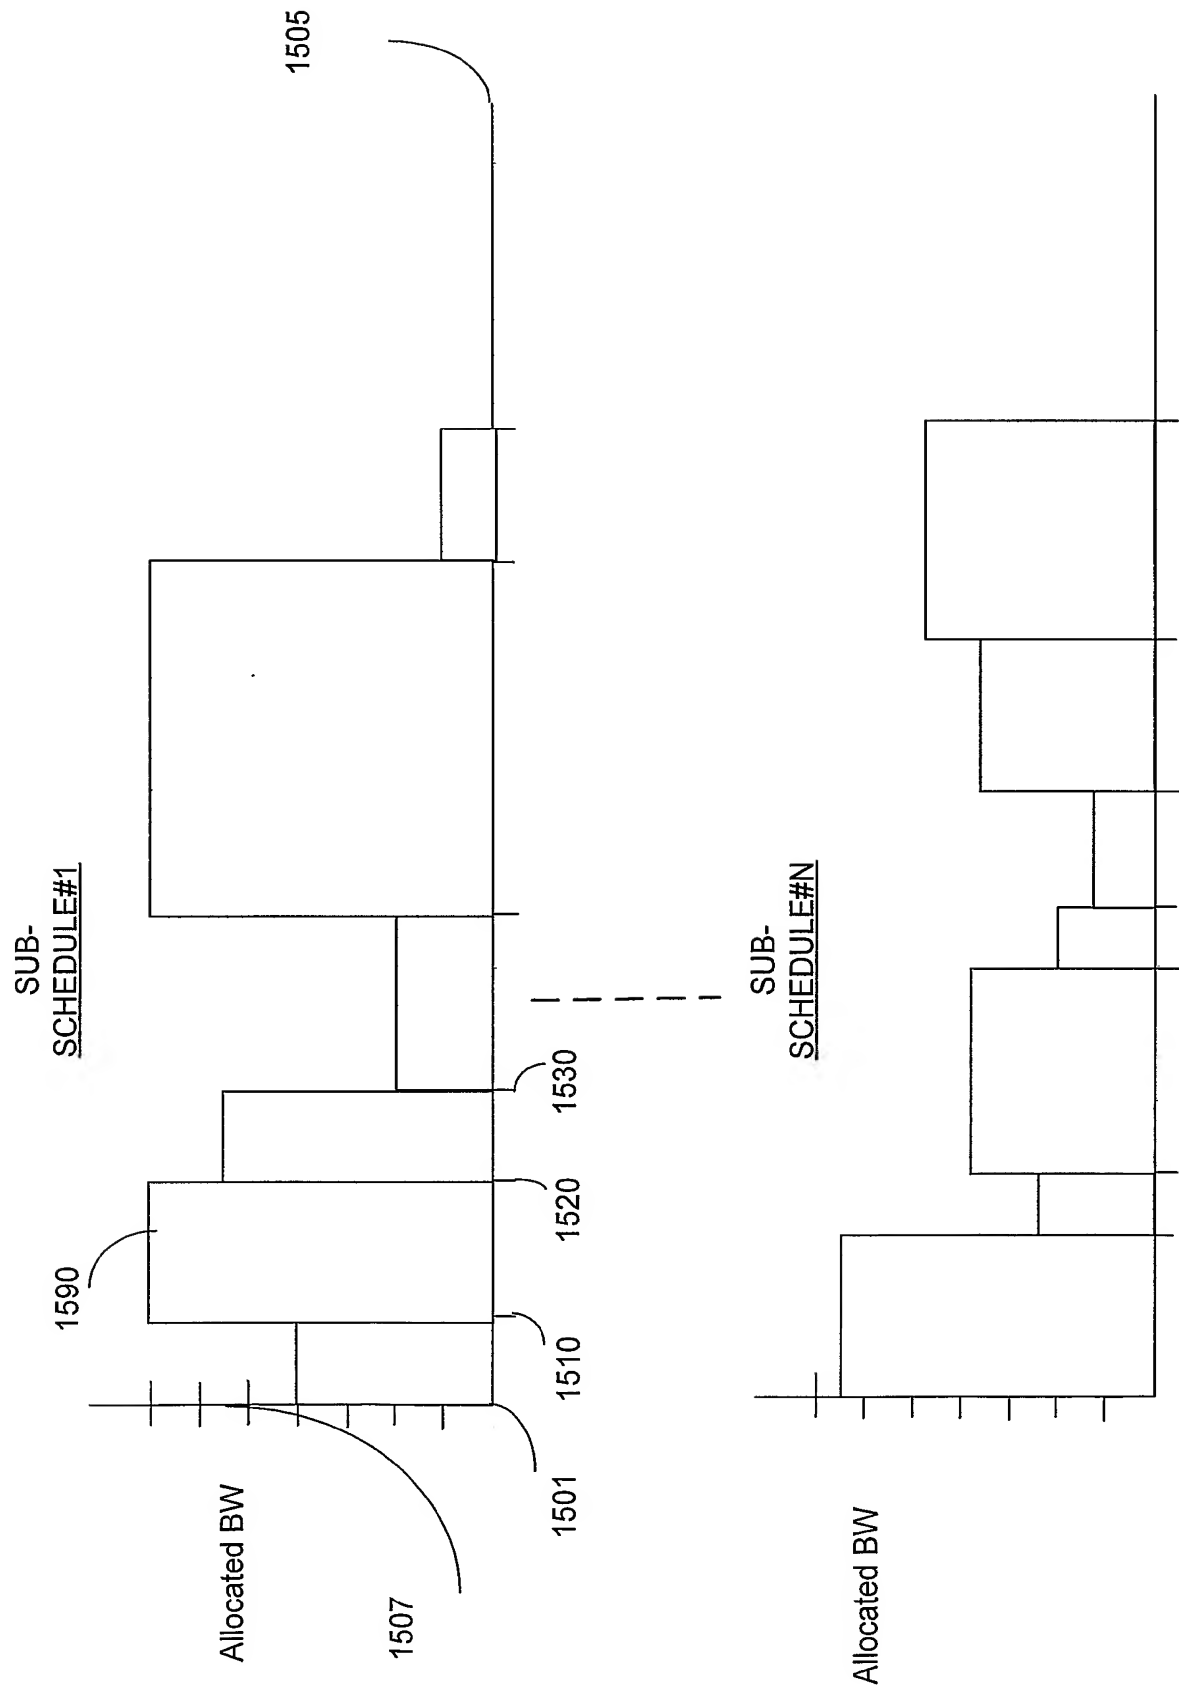 SUB-
SCHEDULE#1
1590
Allocated BW
1507
1501
1510
1520
1530
1505
SUB-
SCHEDULE#N
Allocated BW